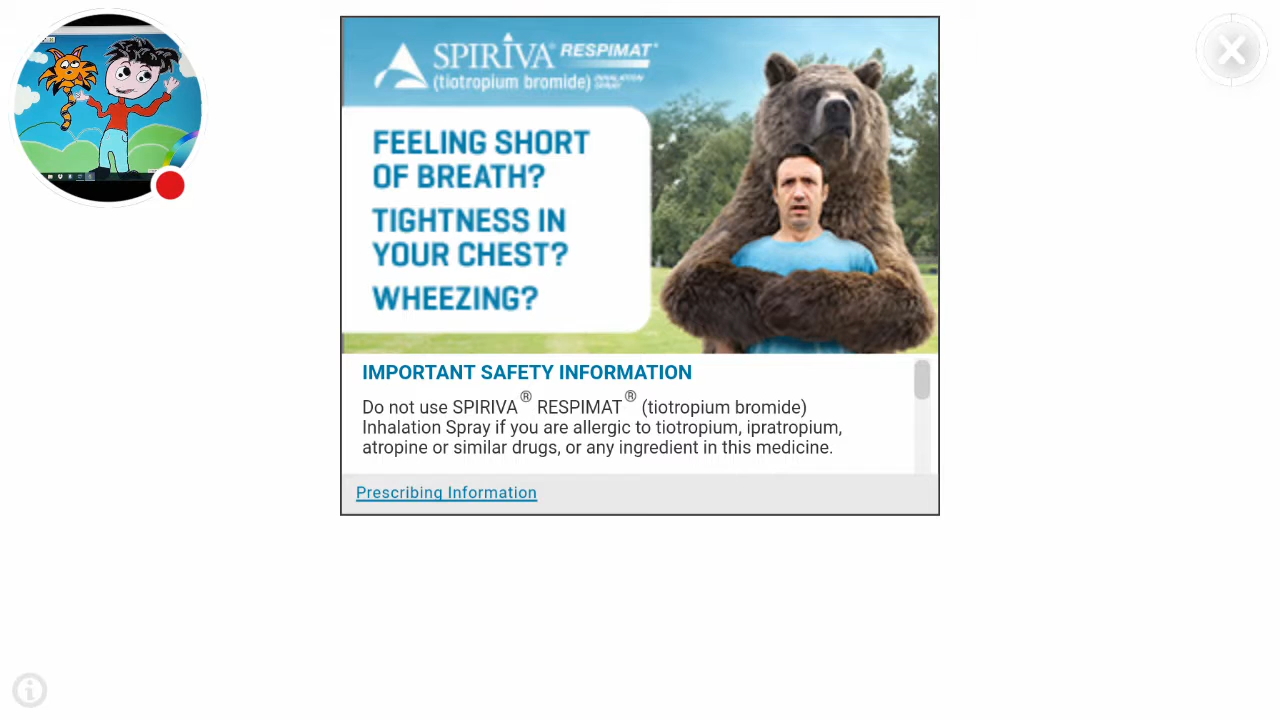 SPIRIVA® RESPIMAT®
(tiotropium bromide) INHALATION SPRAY
FEELING SHORT
OF BREATH?
TIGHTNESS IN
YOUR CHEST?
WHEEZING?
IMPORTANT SAFETY INFORMATION
Do not use SPIRIVA® RESPIMAT® (tiotropium bromide)
Inhalation Spray if you are allergic to tiotropium, ipratropium,
atropine or similar drugs, or any ingredient in this medicine.
Prescribing Information